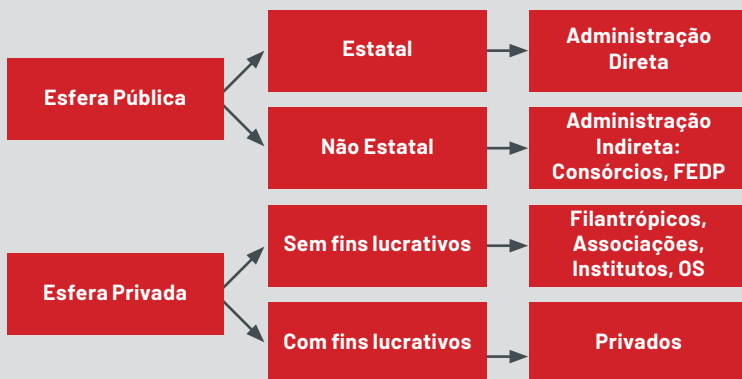 Esfera Pública
Estatal
Administração
Direta
Não Estatal
Administração
Indireta:
Consórcios, FEDP
Esfera Privada
Sem fins lucrativos
Filantrópicos,
Associações,
Institutos, OS
Com fins lucrativos
Privados